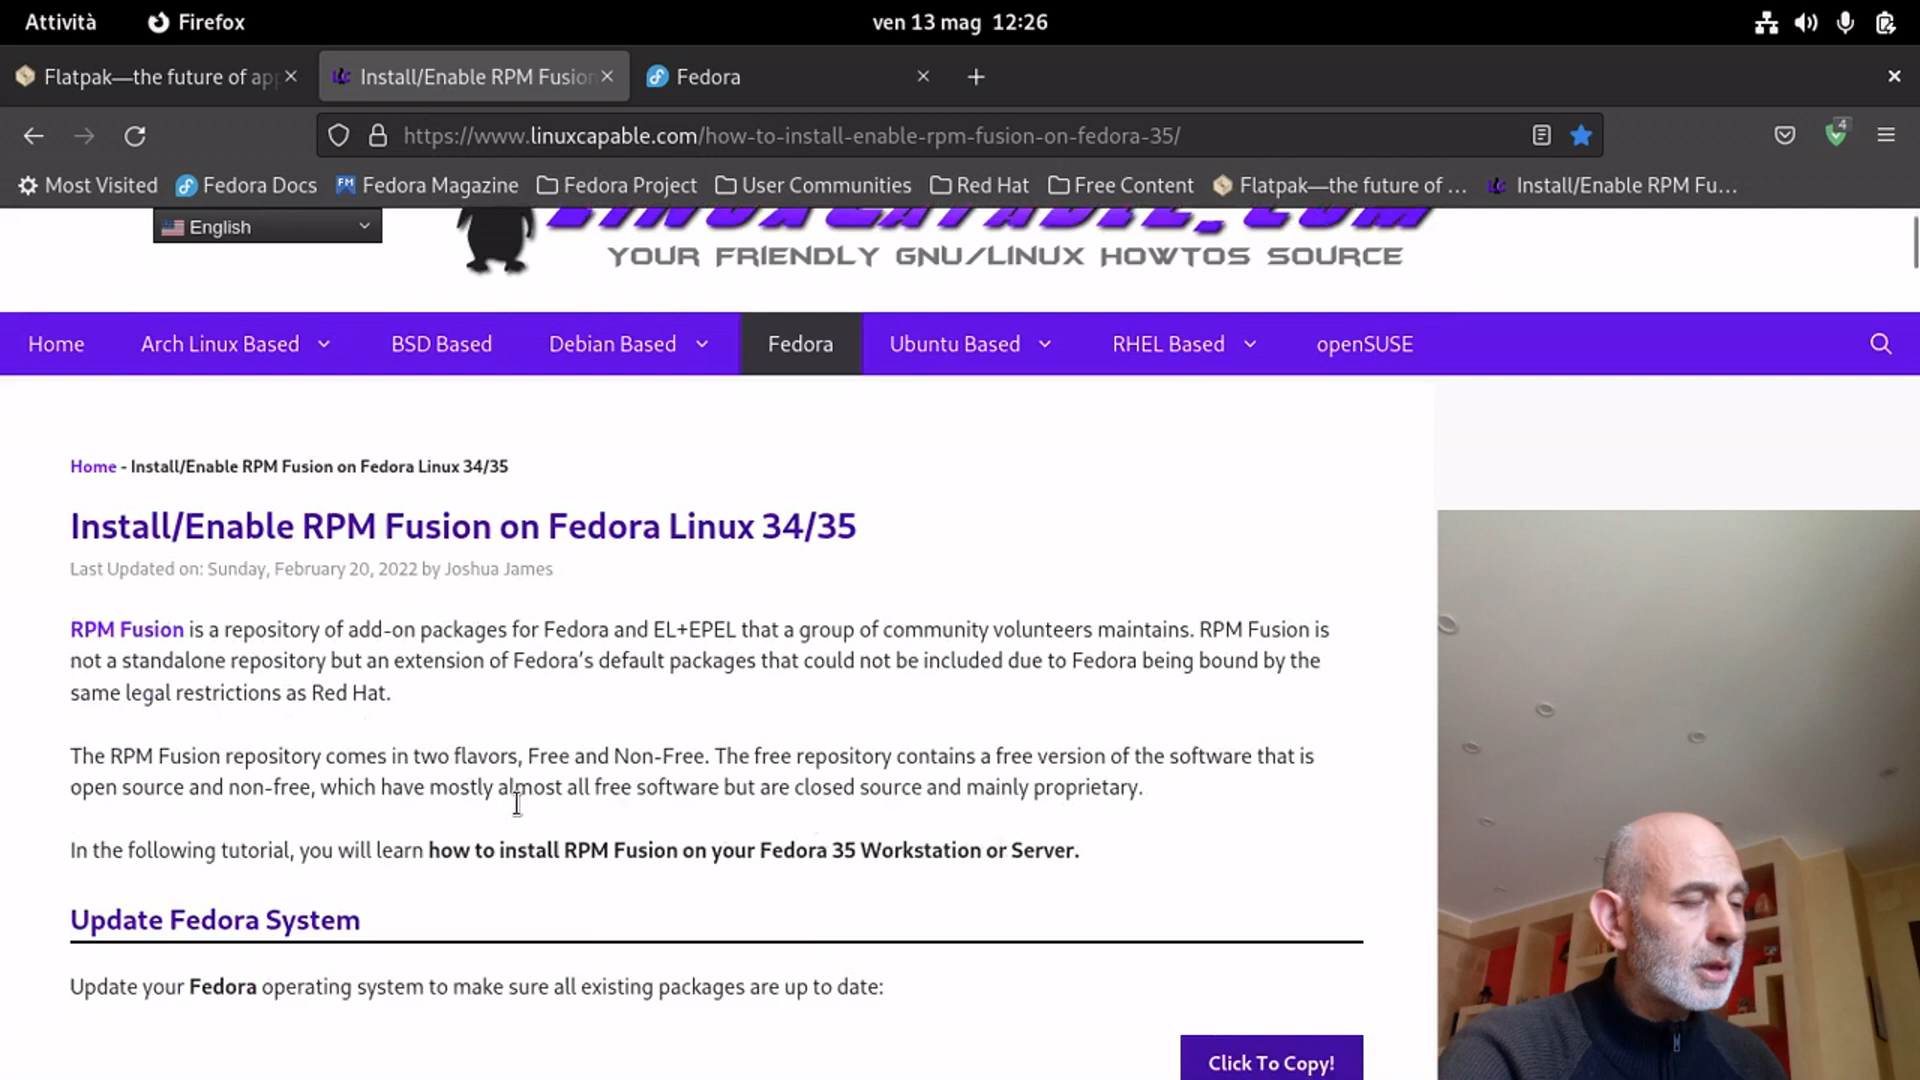 Attività Firefox ven 13 mag 12:26
Flatpak—the future of app Install/Enable RPM Fusion Fedora
https://www.linuxcapable.com/how-to-install-enable-rpm-fusion-on-fedora-35/ 4
Most Visited Fedora Docs FM Fedora Magazine Fedora Project User Communities Red Hat Free Content Flatpak—the future of ... Install/Enable RPM Fu...
English LINUXCAPABLE.COM
YOUR FRIENDLY GNU/LINUX HOWTOS SOURCE
Home Arch Linux Based BSD Based Debian Based Fedora Ubuntu Based RHEL Based openSUSE
Home - Install/Enable RPM Fusion on Fedora Linux 34/35
Install/Enable RPM Fusion on Fedora Linux 34/35
Last Updated on: Sunday, February 20, 2022 by Joshua James
RPM Fusion is a repository of add-on packages for Fedora and EL+EPEL that a group of community volunteers maintains. RPM Fusion is
not a standalone repository but an extension of Fedora’s default packages that could not be included due to Fedora being bound by the
same legal restrictions as Red Hat.
The RPM Fusion repository comes in two flavors, Free and Non-Free. The free repository contains a free version of the software that is
open source and non-free, which have mostly almost all free software but are closed source and mainly proprietary.
In the following tutorial, you will learn how to install RPM Fusion on your Fedora 35 Workstation or Server.
Update Fedora System
Update your Fedora operating system to make sure all existing packages are up to date:
Click To Copy!